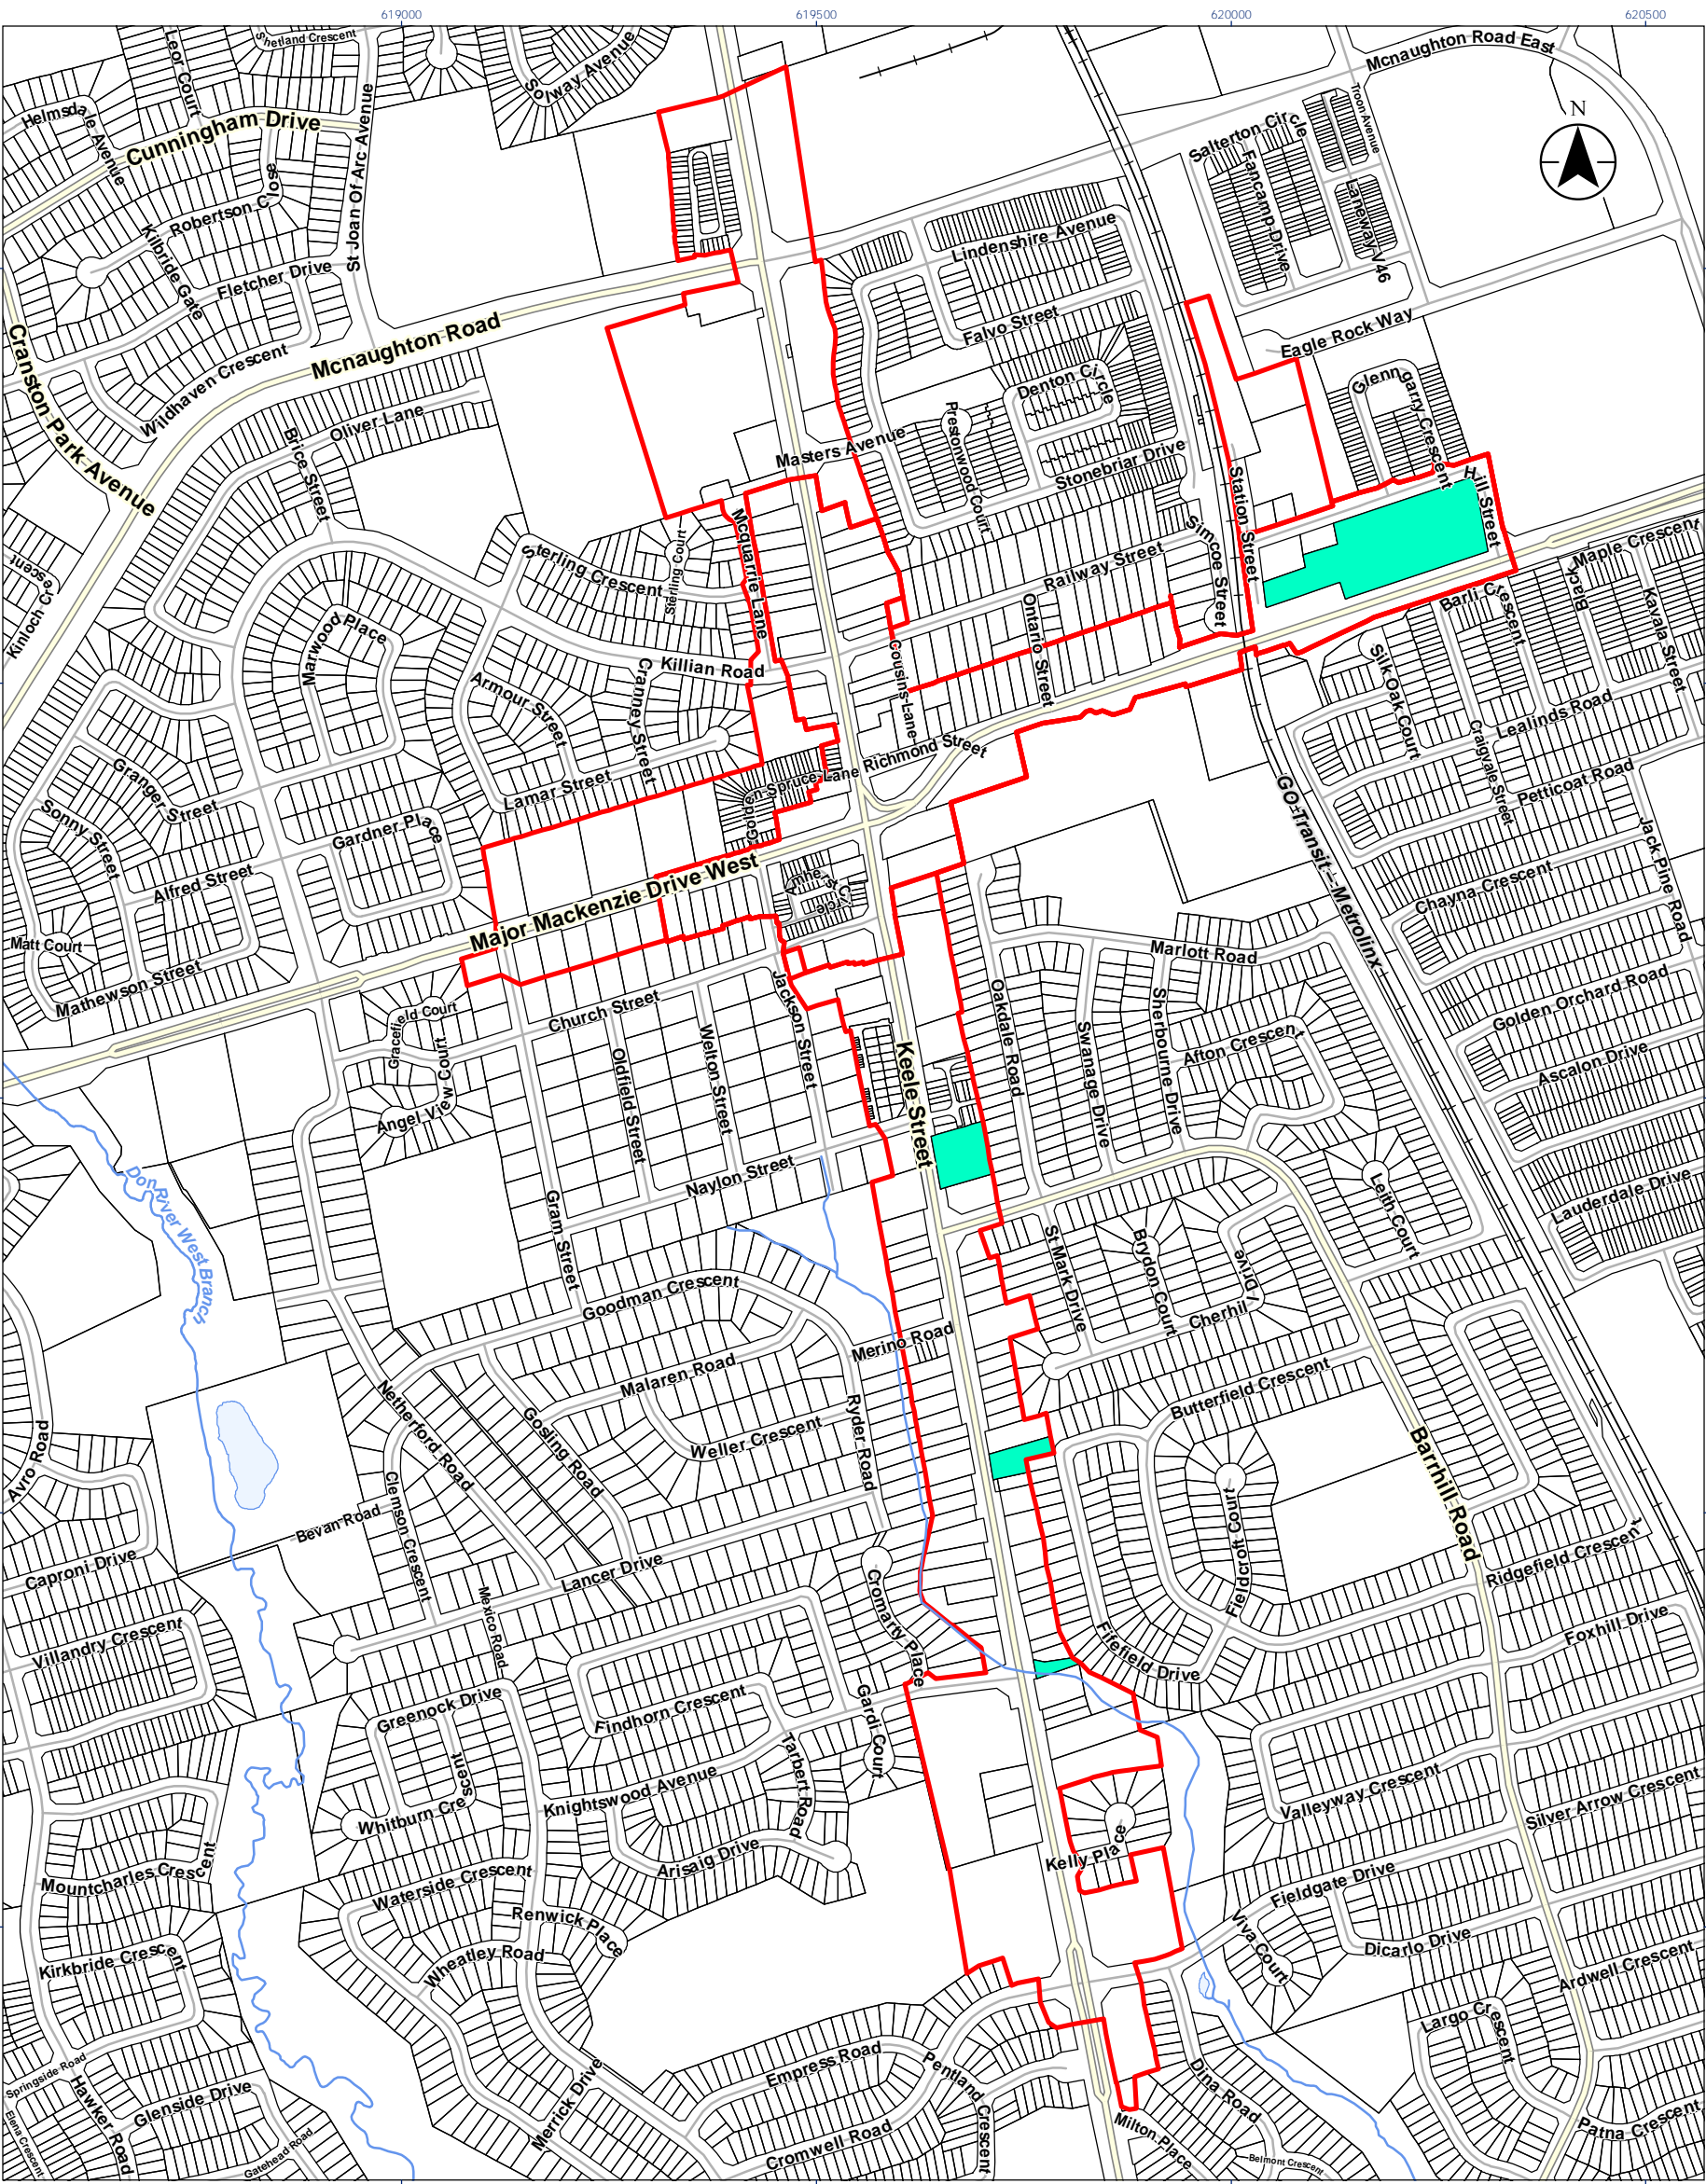 619000
619500
620000
620500
Shetland Crescent
Leor Court
Solway Avenue
Mcnaughton Road East
N
Helmsdale Avenue
Cunningham Drive
St Joan Of Arc Avenue
Salterton Circle
Troon Avenue
Fancamp Drive
Laneway V46
Robertson Close
Kilbride Gate
Fletcher Drive
Lindenshire Avenue
Falvo Street
Eagle Rock Way
Cranston Park Avenue
Mcnaughton Road
Wildhaven Crescent
Denton Circle
Glenngarry Crescent
Oliver Lane
Brice Street
Masters Avenue
Prestonwood Court
Stonebriar Drive
Station Street
Hill Street
Mcquarrie Lane
Sterling Crescent
Sterling Court
Simcoe Street
Railway Street
Maple Crescent
Barli Crescent
Kavala Street
Kinloch Crescent
Marwood Place
Killian Road
Cranney Street
Armour Street
Cousins Lane
Ontario Street
Silk Oak Court
Lealinds Road
Craigvale Street
Petticoat Road
Richmond Street
Golden Spruce Lane
Lamar Street
Granger Street
Sonny Street
Gardner Place
Alfred Street
GO Transit - Metrolinx
Jack Pine Road
Chayna Crescent
Major Mackenzie Drive West
Amherst Circle
Matt Court
Mathewson Street
Marlott Road
Golden Orchard Road
Church Street
Jackson Street
Gracefield Court
Angel View Court
Oldfield Street
Welton Street
Keele Street
Oakdale Road
Swanage Drive
Sherbourne Drive
Afton Crescent
Ascalon Drive
Don River West Branch
Naylon Street
Gram Street
Leith Court
Lauderdale Drive
St Mark Drive
Brydon Court
Cherhill Drive
Goodman Crescent
Merino Road
Malaren Road
Netherford Road
Gosling Road
Weller Crescent
Ryder Road
Butterfield Crescent
Barrhill Road
Avro Road
Clemson Crescent
Bevan Road
Caproni Drive
Lancer Drive
Mexico Road
Cromarty Place
Fieldcroft Court
Ridgefield Crescent
Foxhill Drive
Villandry Crescent
Fifefield Drive
Greenock Drive
Findhorn Crescent
Gardi Court
Tarbert Road
Whitburn Crescent
Knightswood Avenue
Arisaig Drive
Kelly Place
Valleyway Crescent
Silver Arrow Crescent
Mountcharles Crescent
Waterside Crescent
Renwick Place
Fieldgate Drive
Viva Court
Dicarlo Drive
Kirkbride Crescent
Wheatley Road
Ardwell Crescent
Largo Crescent
Springside Road
Hawker Road
Glenside Drive
Elena Crescent
Gatehead Road
Merrick Drive
Empress Road
Pentland Crescent
Cromwell Road
Dina Road
Milton Place
Belmont Crescent
Patna Crescent